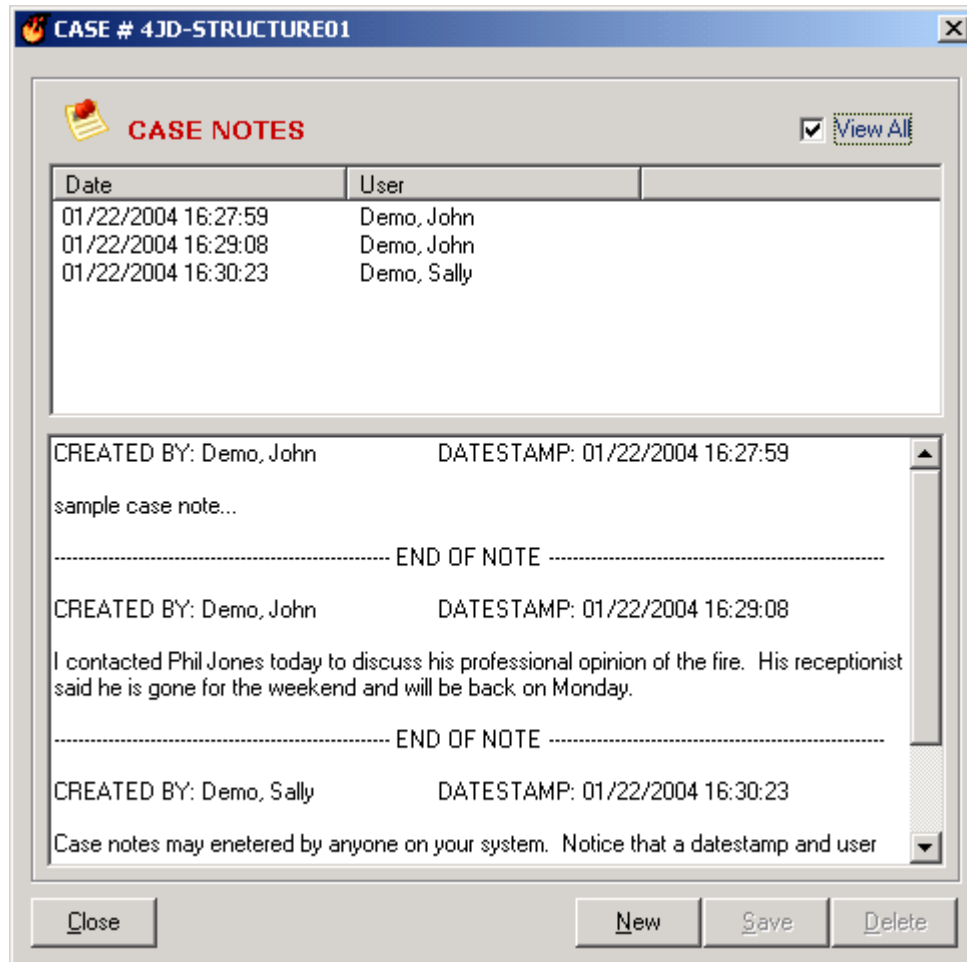 CASE # 4JD-STRUCTURE01
CASE NOTES
View All
Date User
01/22/2004 16:27:59 Demo, John
01/22/2004 16:29:08 Demo, John
01/22/2004 16:30:23 Demo, Sally
CREATED BY: Demo, John DATESTAMP: 01/22/2004 16:27:59
sample case note...
-------------------------------------------------------- END OF NOTE --------------------------------------------------------
CREATED BY: Demo, John DATESTAMP: 01/22/2004 16:29:08
I contacted Phil Jones today to discuss his professional opinion of the fire.  His receptionist
said he is gone for the weekend and will be back on Monday.
-------------------------------------------------------- END OF NOTE --------------------------------------------------------
CREATED BY: Demo, Sally DATESTAMP: 01/22/2004 16:30:23
Case notes may enetered by anyone on your system.  Notice that a datestamp and user
Close New Save Delete